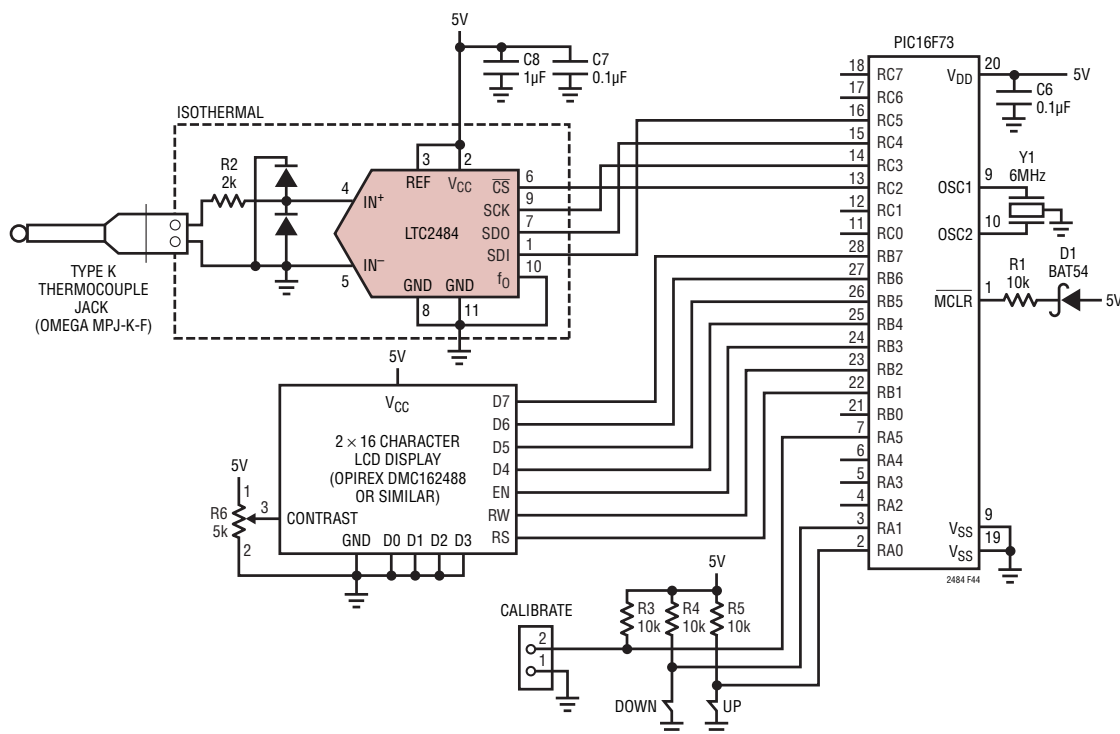 5V
C8
1µF
C7
0.1µF
ISOTHERMAL
R2
2k
4
IN+
5
IN–
3
REF
2
VCC
LTC2484
GND
8
GND
11
6
CS
9
SCK
7
SDO
1
SDI
10
fO
TYPE K
THERMOCOUPLE
JACK
(OMEGA MPJ-K-F)
PIC16F73
18
RC7
17
RC6
16
RC5
15
RC4
14
RC3
13
RC2
12
RC1
11
RC0
28
RB7
27
RB6
26
RB5
25
RB4
24
RB3
23
RB2
22
RB1
21
RB0
7
RA5
6
RA4
5
RA3
4
RA2
3
RA1
2
RA0
VDD
20
5V
C6
0.1µF
Y1
6MHz
9
OSC1
10
OSC2
MCLR
1
R1
10k
D1
BAT54
5V
VSS
9
VSS
19
2484 F44
5V
VCC
2 × 16 CHARACTER
LCD DISPLAY
(OPIREX DMC162488
OR SIMILAR)
D7
D6
D5
D4
EN
RW
RS
5V
1
R6
5k
3
2
CONTRAST
GND
D0
D1
D2
D3
5V
R3
10k
R4
10k
R5
10k
CALIBRATE
2
1
DOWN
UP